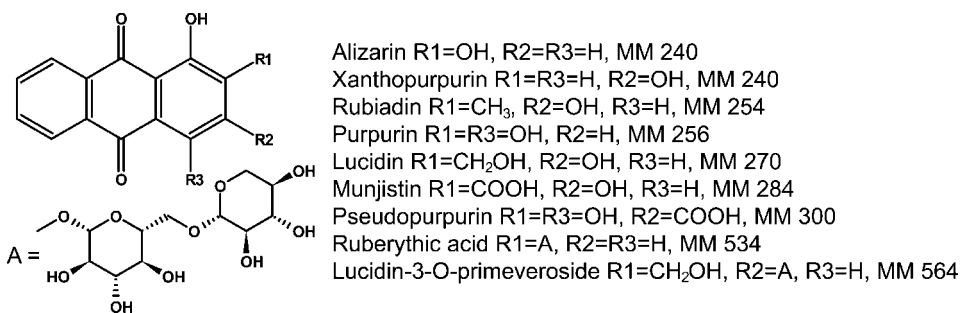 O
OH
R1
R2
O
R3
Alizarin R1=OH, R2=R3=H, MM 240
Xanthopurpurin R1=R3=H, R2=OH, MM 240
Rubiadin R1=CH₃, R2=OH, R3=H, MM 254
Purpurin R1=R3=OH, R2=H, MM 256
Lucidin R1=CH₂OH, R2=OH, R3=H, MM 270
Munjistin R1=COOH, R2=OH, R3=H, MM 284
Pseudopurpurin R1=R3=OH, R2=COOH, MM 300
Ruberythic acid R1=A, R2=R3=H, MM 534
Lucidin-3-O-primeveroside R1=CH₂OH, R2=A, R3=H, MM 564
A =
O
O
O
O
OH
OH
OH
OH
OH
OH